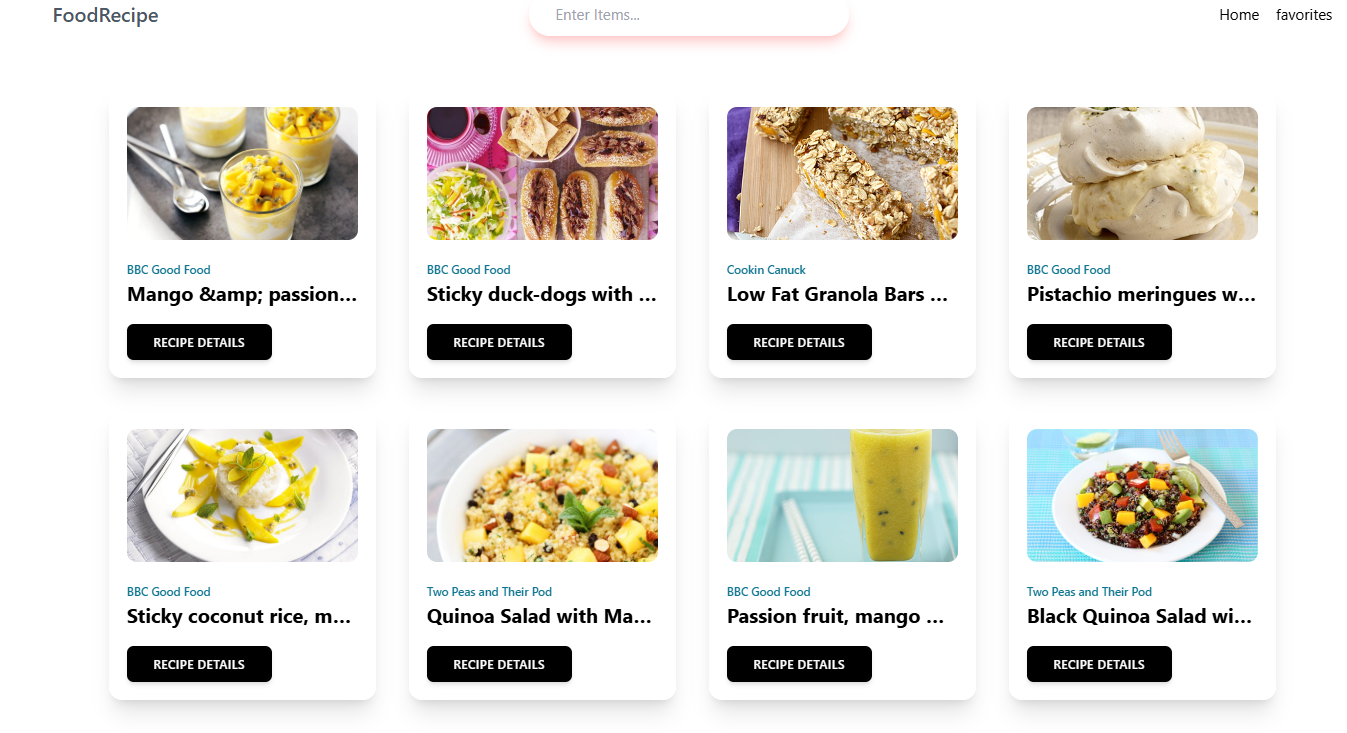 FoodRecipe
Enter Items...
Home
favorites
BBC Good Food
Mango &amp; passion...
RECIPE DETAILS
BBC Good Food
Sticky duck-dogs with ...
RECIPE DETAILS
Cookin Canuck
Low Fat Granola Bars ...
RECIPE DETAILS
BBC Good Food
Pistachio meringues w...
RECIPE DETAILS
BBC Good Food
Sticky coconut rice, m...
RECIPE DETAILS
Two Peas and Their Pod
Quinoa Salad with Ma...
RECIPE DETAILS
BBC Good Food
Passion fruit, mango ...
RECIPE DETAILS
Two Peas and Their Pod
Black Quinoa Salad wi...
RECIPE DETAILS